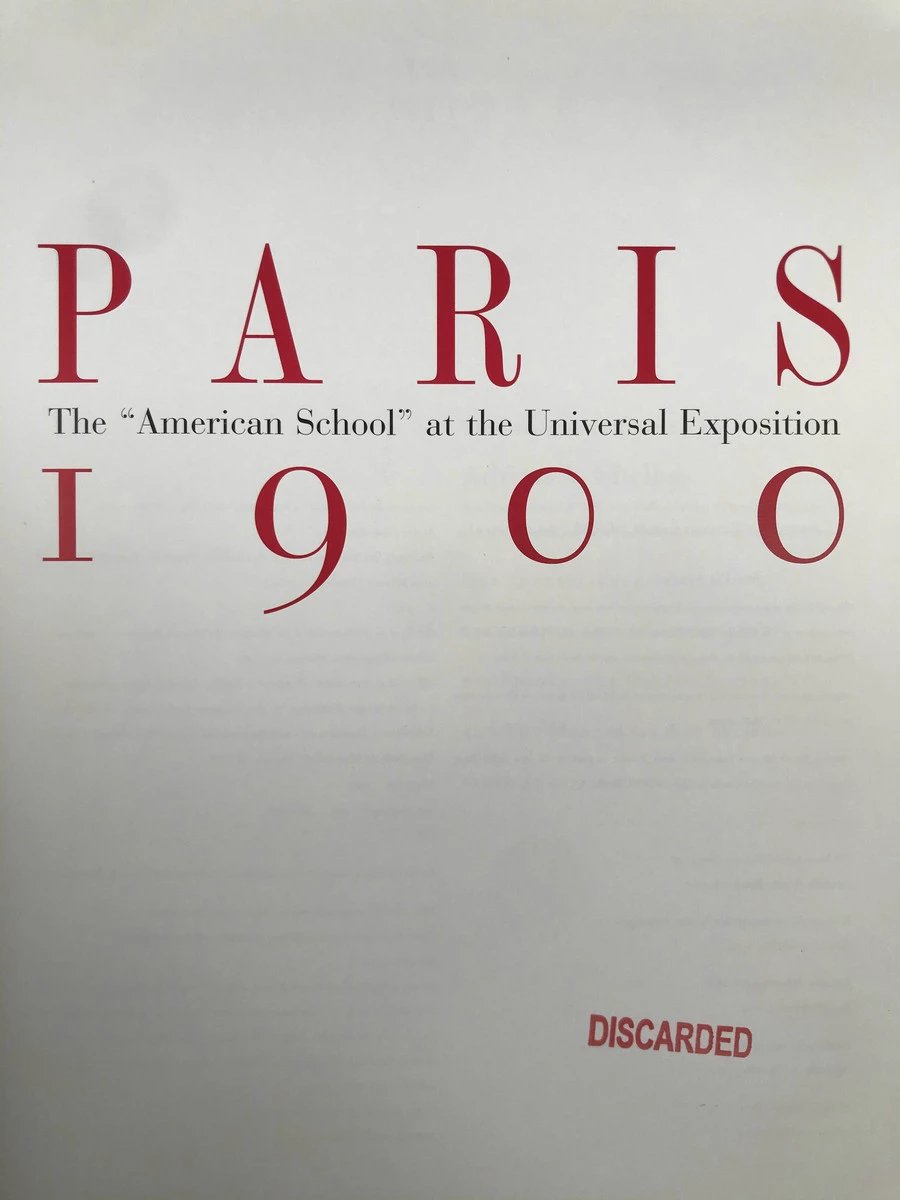 PARIS
The “American School” at the Universal Exposition
1900
DISCARDED